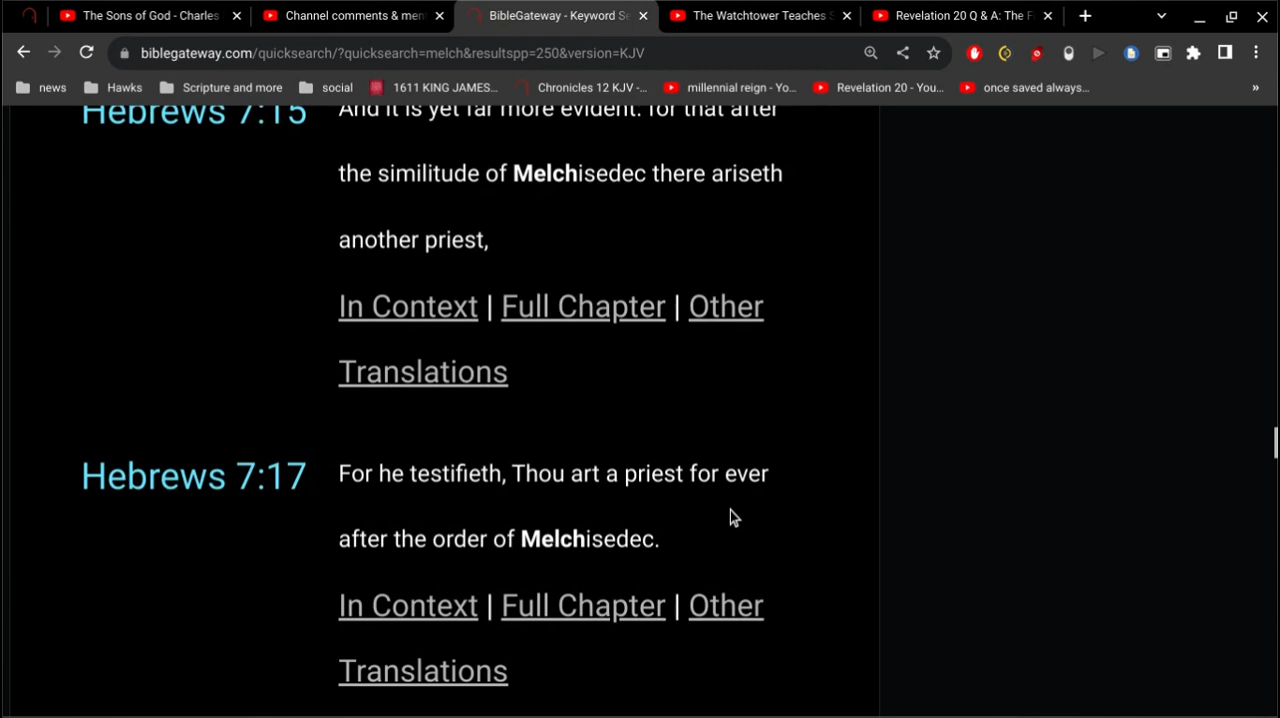 The Sons of God - Charles
Channel comments & me
BibleGateway - Keyword Se
The Watchtower Teaches S
Revelation 20 Q & A: The F
biblegateway.com/quicksearch/?quicksearch=melch&resultspp=250&version=KJV
news
Hawks
Scripture and more
social
1611 KING JAMES...
Chronicles 12 KJV -...
millennial reign - Yo...
Revelation 20 - You...
once saved always...
»
Hebrews 7:15
And it is yet far more evident: for that after
the similitude of Melchisedec there ariseth
another priest,
In Context | Full Chapter | Other
Translations
Hebrews 7:17
For he testifieth, Thou art a priest for ever
after the order of Melchisedec.
In Context | Full Chapter | Other
Translations